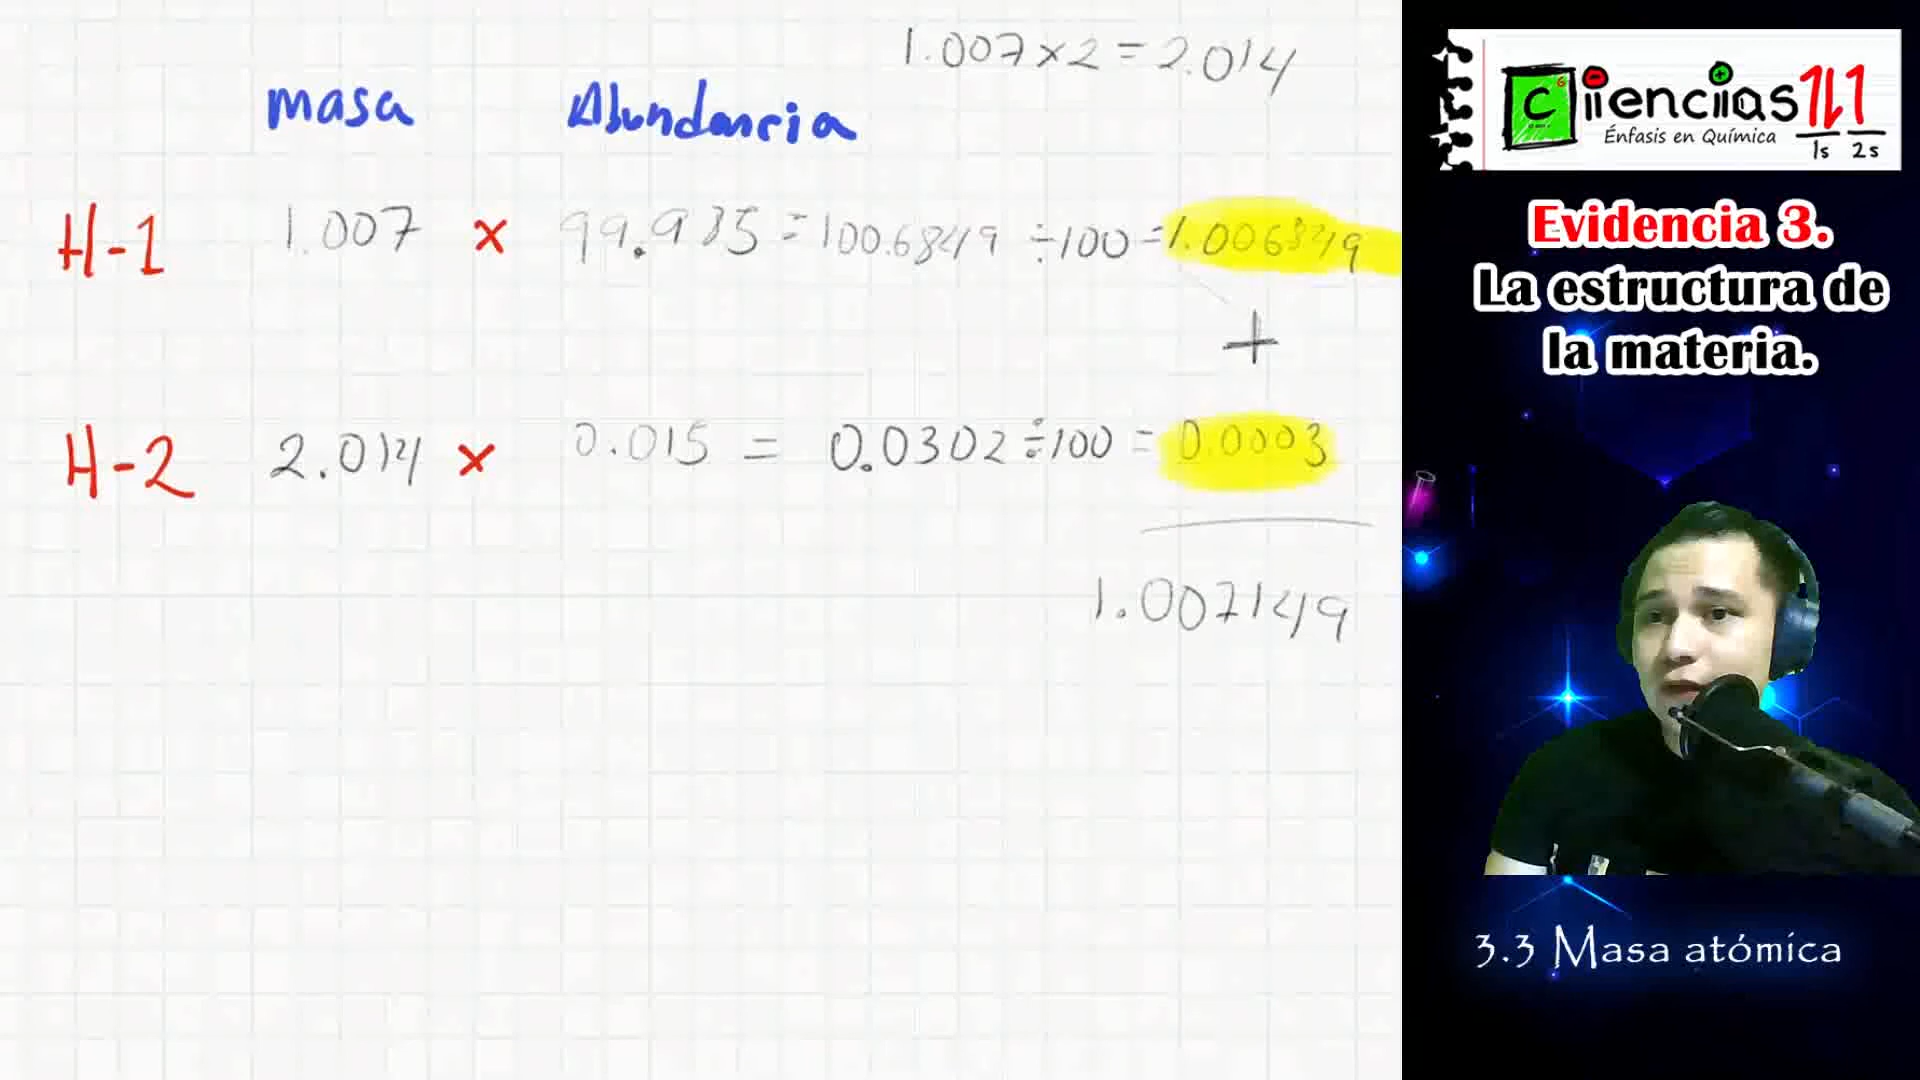 1.007 × 2 = 2.014
masa Abundancia
H-1 1.007 × 99.985 = 100.6849 ÷ 100 = 1.006849
+
H-2 2.014 × 0.015 = 0.0302 ÷ 100 = 0.0003
1.007149
Ciienciias 1L1
Énfasis en Química 1s 2s
Evidencia 3.
La estructura de
la materia.
3.3 Masa atómica